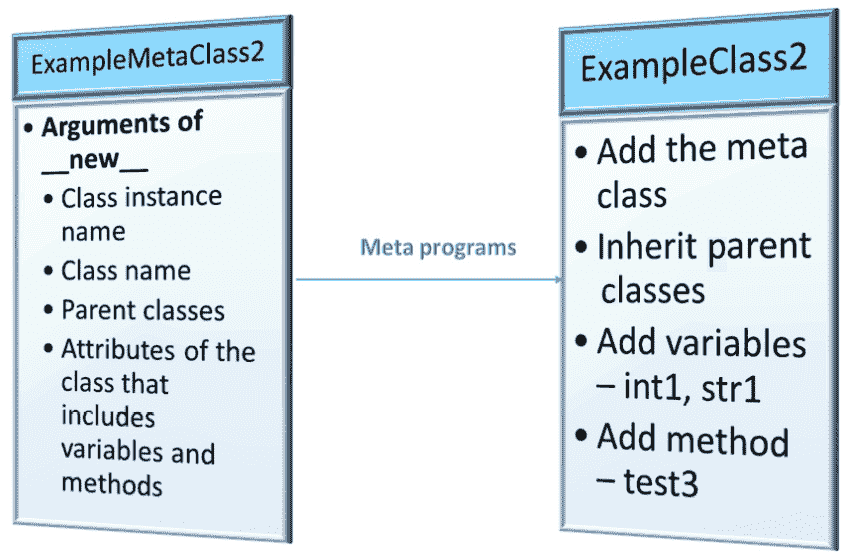 ExampleMetaClass2
• Arguments of
__new__
• Class instance
name
• Class name
• Parent classes
• Attributes of the
class that
includes
variables and
methods
Meta programs
ExampleClass2
• Add the meta
class
• Inherit parent
classes
• Add variables
– int1, str1
• Add method
– test3